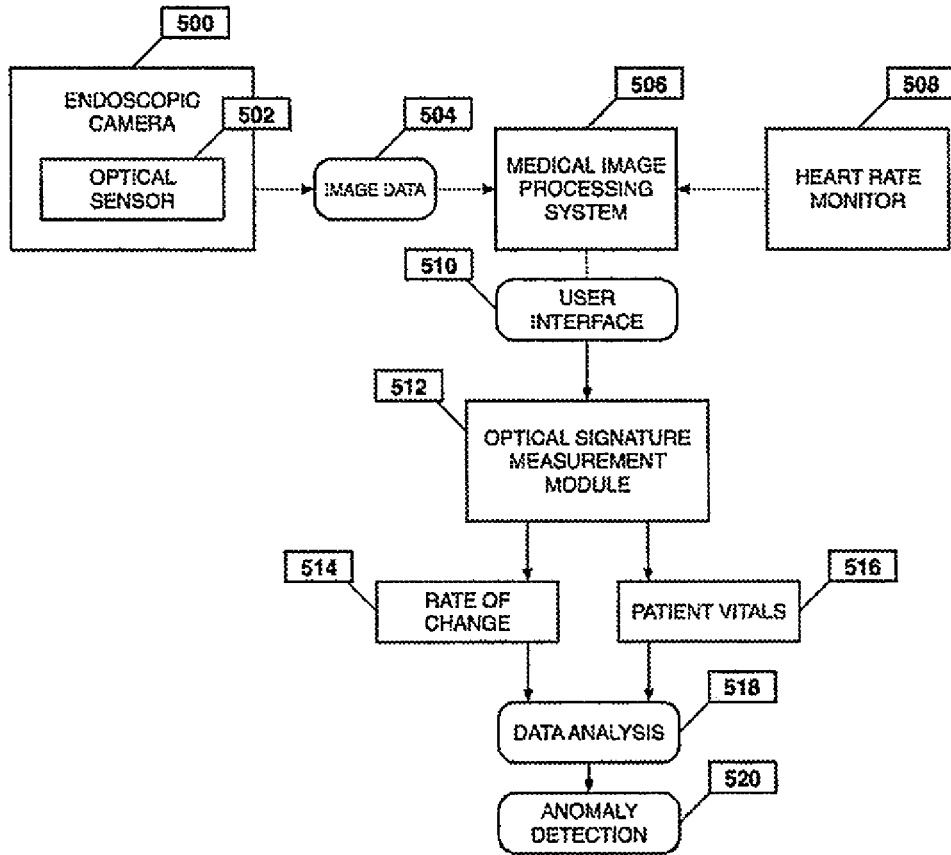 500
ENDOSCOPIC
CAMERA
502
OPTICAL
SENSOR
504
IMAGE DATA
506
MEDICAL IMAGE
PROCESSING
SYSTEM
508
HEART RATE
MONITOR
510
USER
INTERFACE
512
OPTICAL SIGNATURE
MEASUREMENT
MODULE
514
RATE OF
CHANGE
516
PATIENT VITALS
518
DATA ANALYSIS
520
ANOMALY
DETECTION